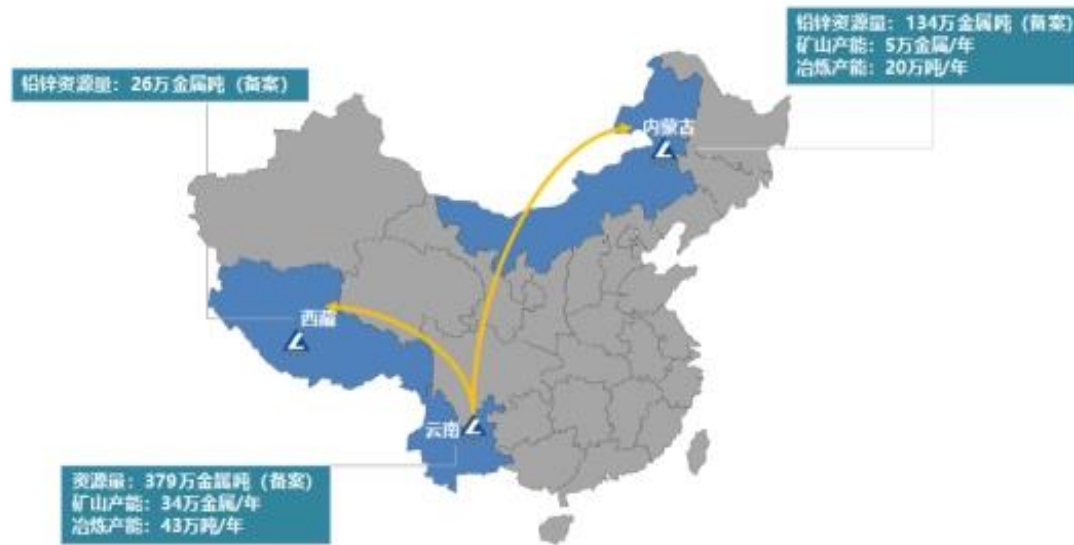 铅锌资源量：134万金属吨（备案）
矿山产能：5万金属/年
冶炼产能：20万吨/年
铅锌资源量：26万金属吨（备案）
内蒙古
西藏
云南
资源量：379万金属吨（备案）
矿山产能：34万金属/年
冶炼产能：43万吨/年